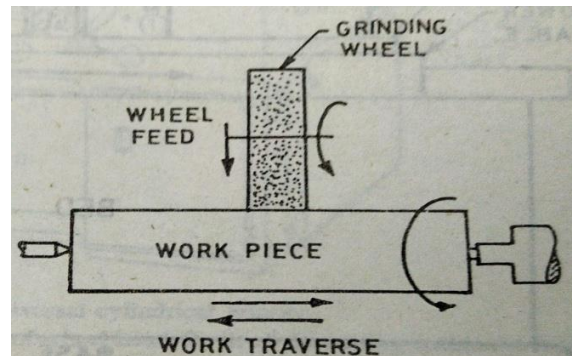 GRINDING
WHEEL
WHEEL
FEED
WORK PIECE
WORK TRAVERSE